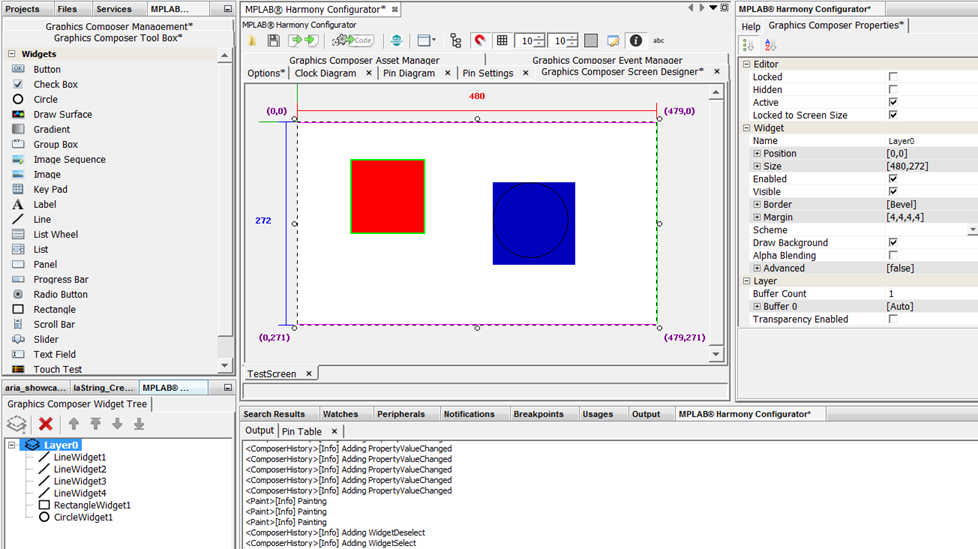 Projects
Files
Services
MPLAB® ...
Graphics Composer Management*
Graphics Composer Tool Box*
Widgets
Button
Check Box
Circle
Draw Surface
Gradient
Group Box
Image Sequence
Image
Key Pad
Label
Line
List Wheel
List
Panel
Progress Bar
Radio Button
Rectangle
Scroll Bar
Slider
Text Field
Touch Test
aria_showca...
laString_Cre...
MPLAB® ...
Graphics Composer Widget Tree
Layer0
LineWidget1
LineWidget2
LineWidget3
LineWidget4
RectangleWidget1
CircleWidget1
MPLAB® Harmony Configurator*
MPLAB® Harmony Configurator
Code
10
10
abc
Graphics Composer Asset Manager
Graphics Composer Event Manager
Options*
Clock Diagram
Pin Diagram
Pin Settings
Graphics Composer Screen Designer*
480
(0,0)
(479,0)
272
(0,271)
(479,271)
TestScreen
Search Results
Watches
Peripherals
Notifications
Breakpoints
Usages
Output
MPLAB® Harmony Configurator*
Output
Pin Table
<ComposerHistory>[Info] Adding PropertyValueChanged
<ComposerHistory>[Info] Adding PropertyValueChanged
<ComposerHistory>[Info] Adding PropertyValueChanged
<ComposerHistory>[Info] Adding PropertyValueChanged
<ComposerHistory>[Info] Adding PropertyValueChanged
<Paint>[Info] Painting
<Paint>[Info] Painting
<Paint>[Info] Painting
<ComposerHistory>[Info] Adding WidgetDeselect
<ComposerHistory>[Info] Adding WidgetSelect
MPLAB® Harmony Configurator*
Help
Graphics Composer Properties*
Editor
Locked
Hidden
Active
Locked to Screen Size
Widget
Name Layer0
Position [0,0]
Size [480,272]
Enabled
Visible
Border [Bevel]
Margin [4,4,4,4]
Scheme
Draw Background
Alpha Blending
Advanced [false]
Layer
Buffer Count 1
Buffer 0 [Auto]
Transparency Enabled